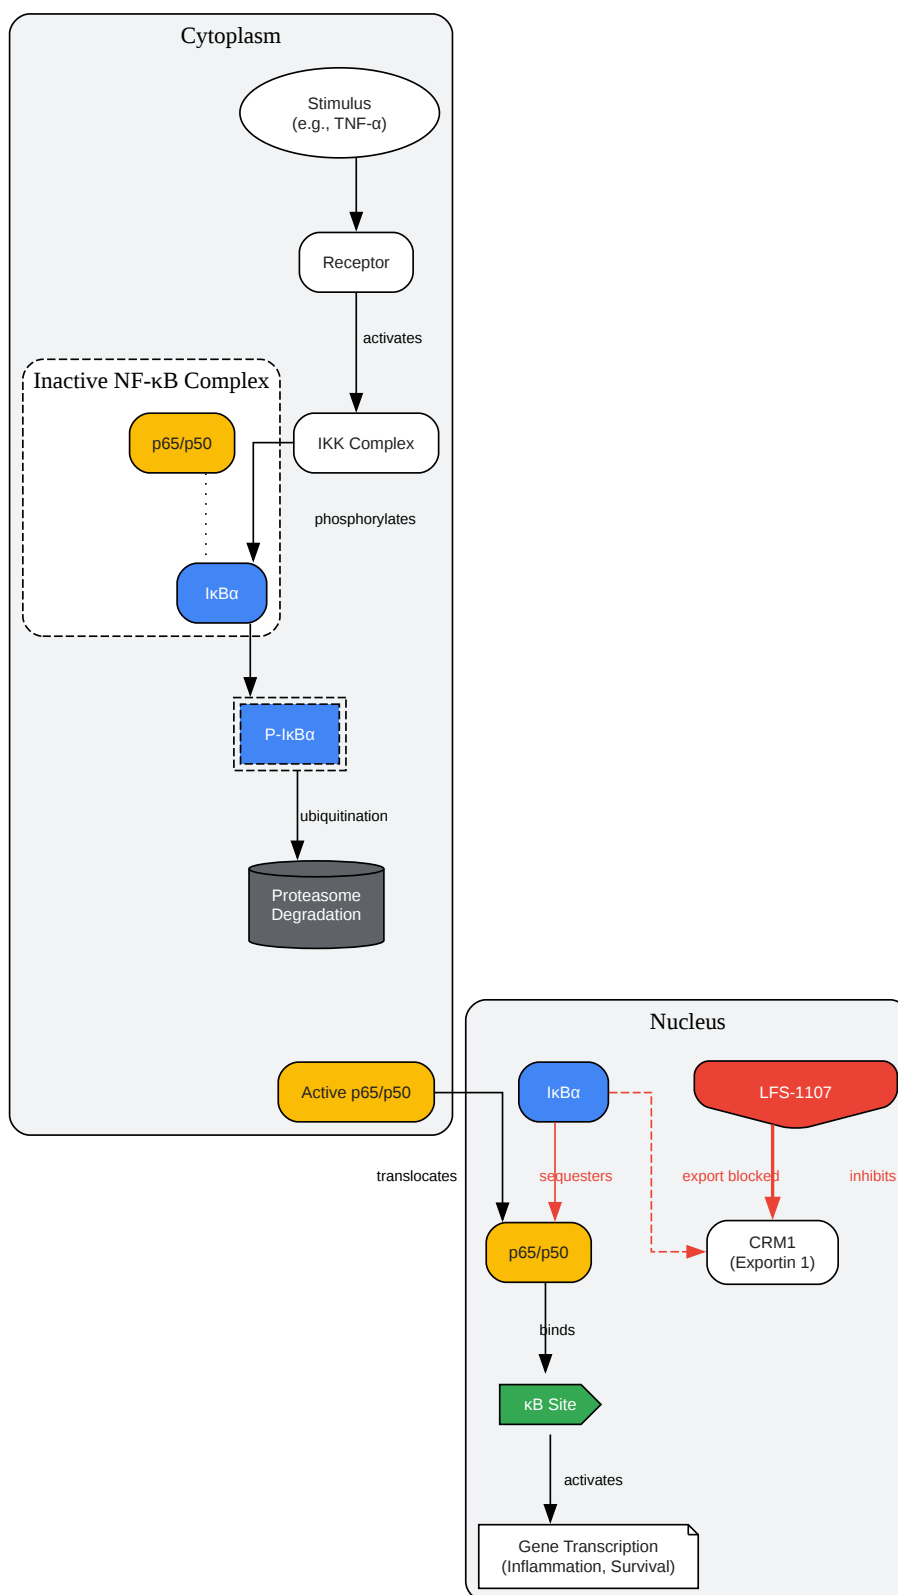 Cytoplasm
Stimulus
(e.g., TNF-α)
Receptor
activates
Inactive NF-κB Complex
p65/p50
IKK Complex
phosphorylates
IκBα
P-IκBα
ubiquitination
Proteasome
Degradation
Nucleus
Active p65/p50
IκBα
LFS-1107
translocates
sequesters
export blocked
inhibits
p65/p50
CRM1
(Exportin 1)
binds
κB Site
activates
Gene Transcription
(Inflammation, Survival)